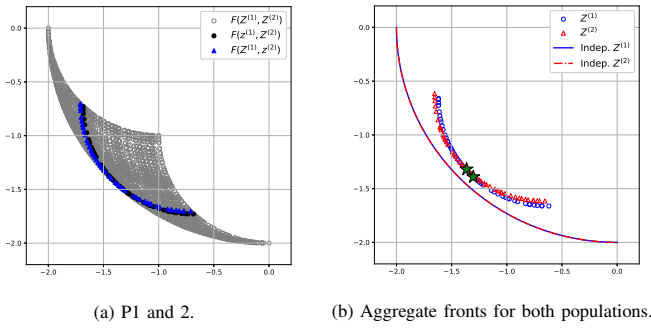 F(Z^(1), Z^(2))
F(z^(1), Z^(2))
F(Z^(1), z^(2))
0.0
−0.5
−1.0
−1.5
−2.0
−2.0 −1.5 −1.0 −0.5 0.0
(a) P1 and 2.
Z^(1)
Z^(2)
Indep. Z^(1)
Indep. Z^(2)
0.0
−0.5
−1.0
−1.5
−2.0
−2.0 −1.5 −1.0 −0.5 0.0
(b) Aggregate fronts for both populations.